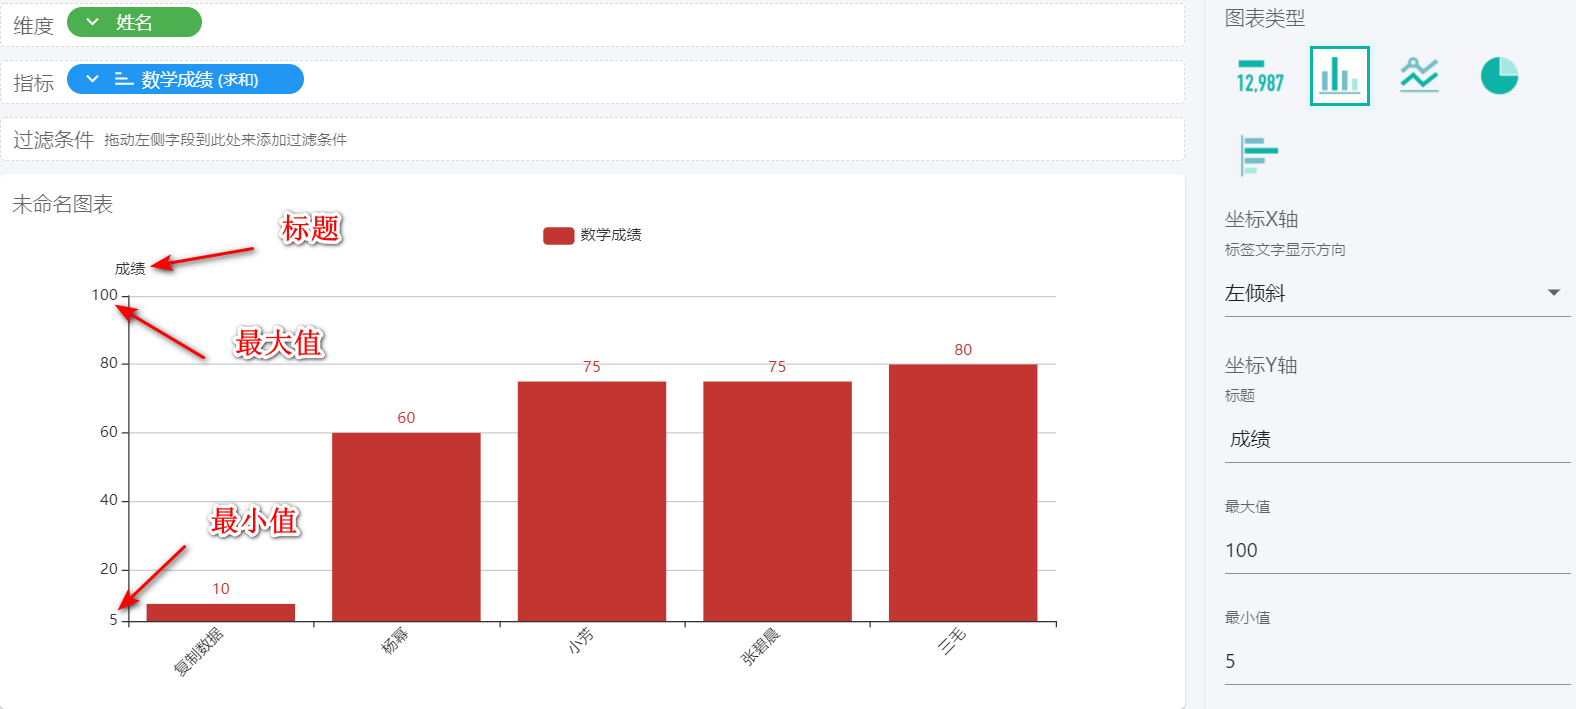 维度 姓名
指标 数学成绩 (求和)
过滤条件 拖动左侧字段到此处来添加过滤条件
未命名图表
标题
数学成绩
成绩
100
最大值
80
60
40
20
5
最小值
10
60
75
75
80
复制数据
杨幂
小芳
张碧晨
三毛
图表类型
12,987
坐标X轴
标签文字显示方向
左倾斜
坐标Y轴
标题
成绩
最大值
100
最小值
5